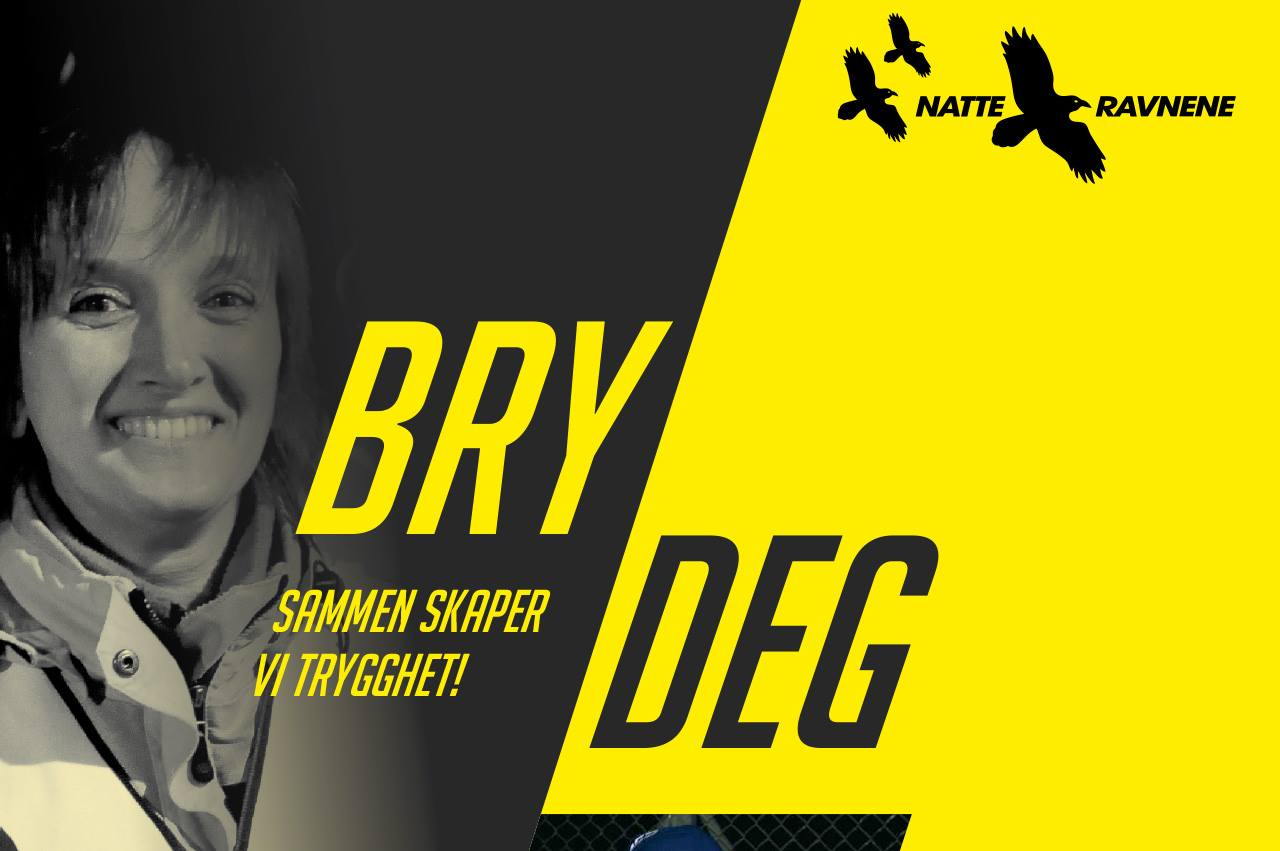 NATTE RAVNENE
BRY
DEG
SAMMEN SKAPER
VI TRYGGHET!